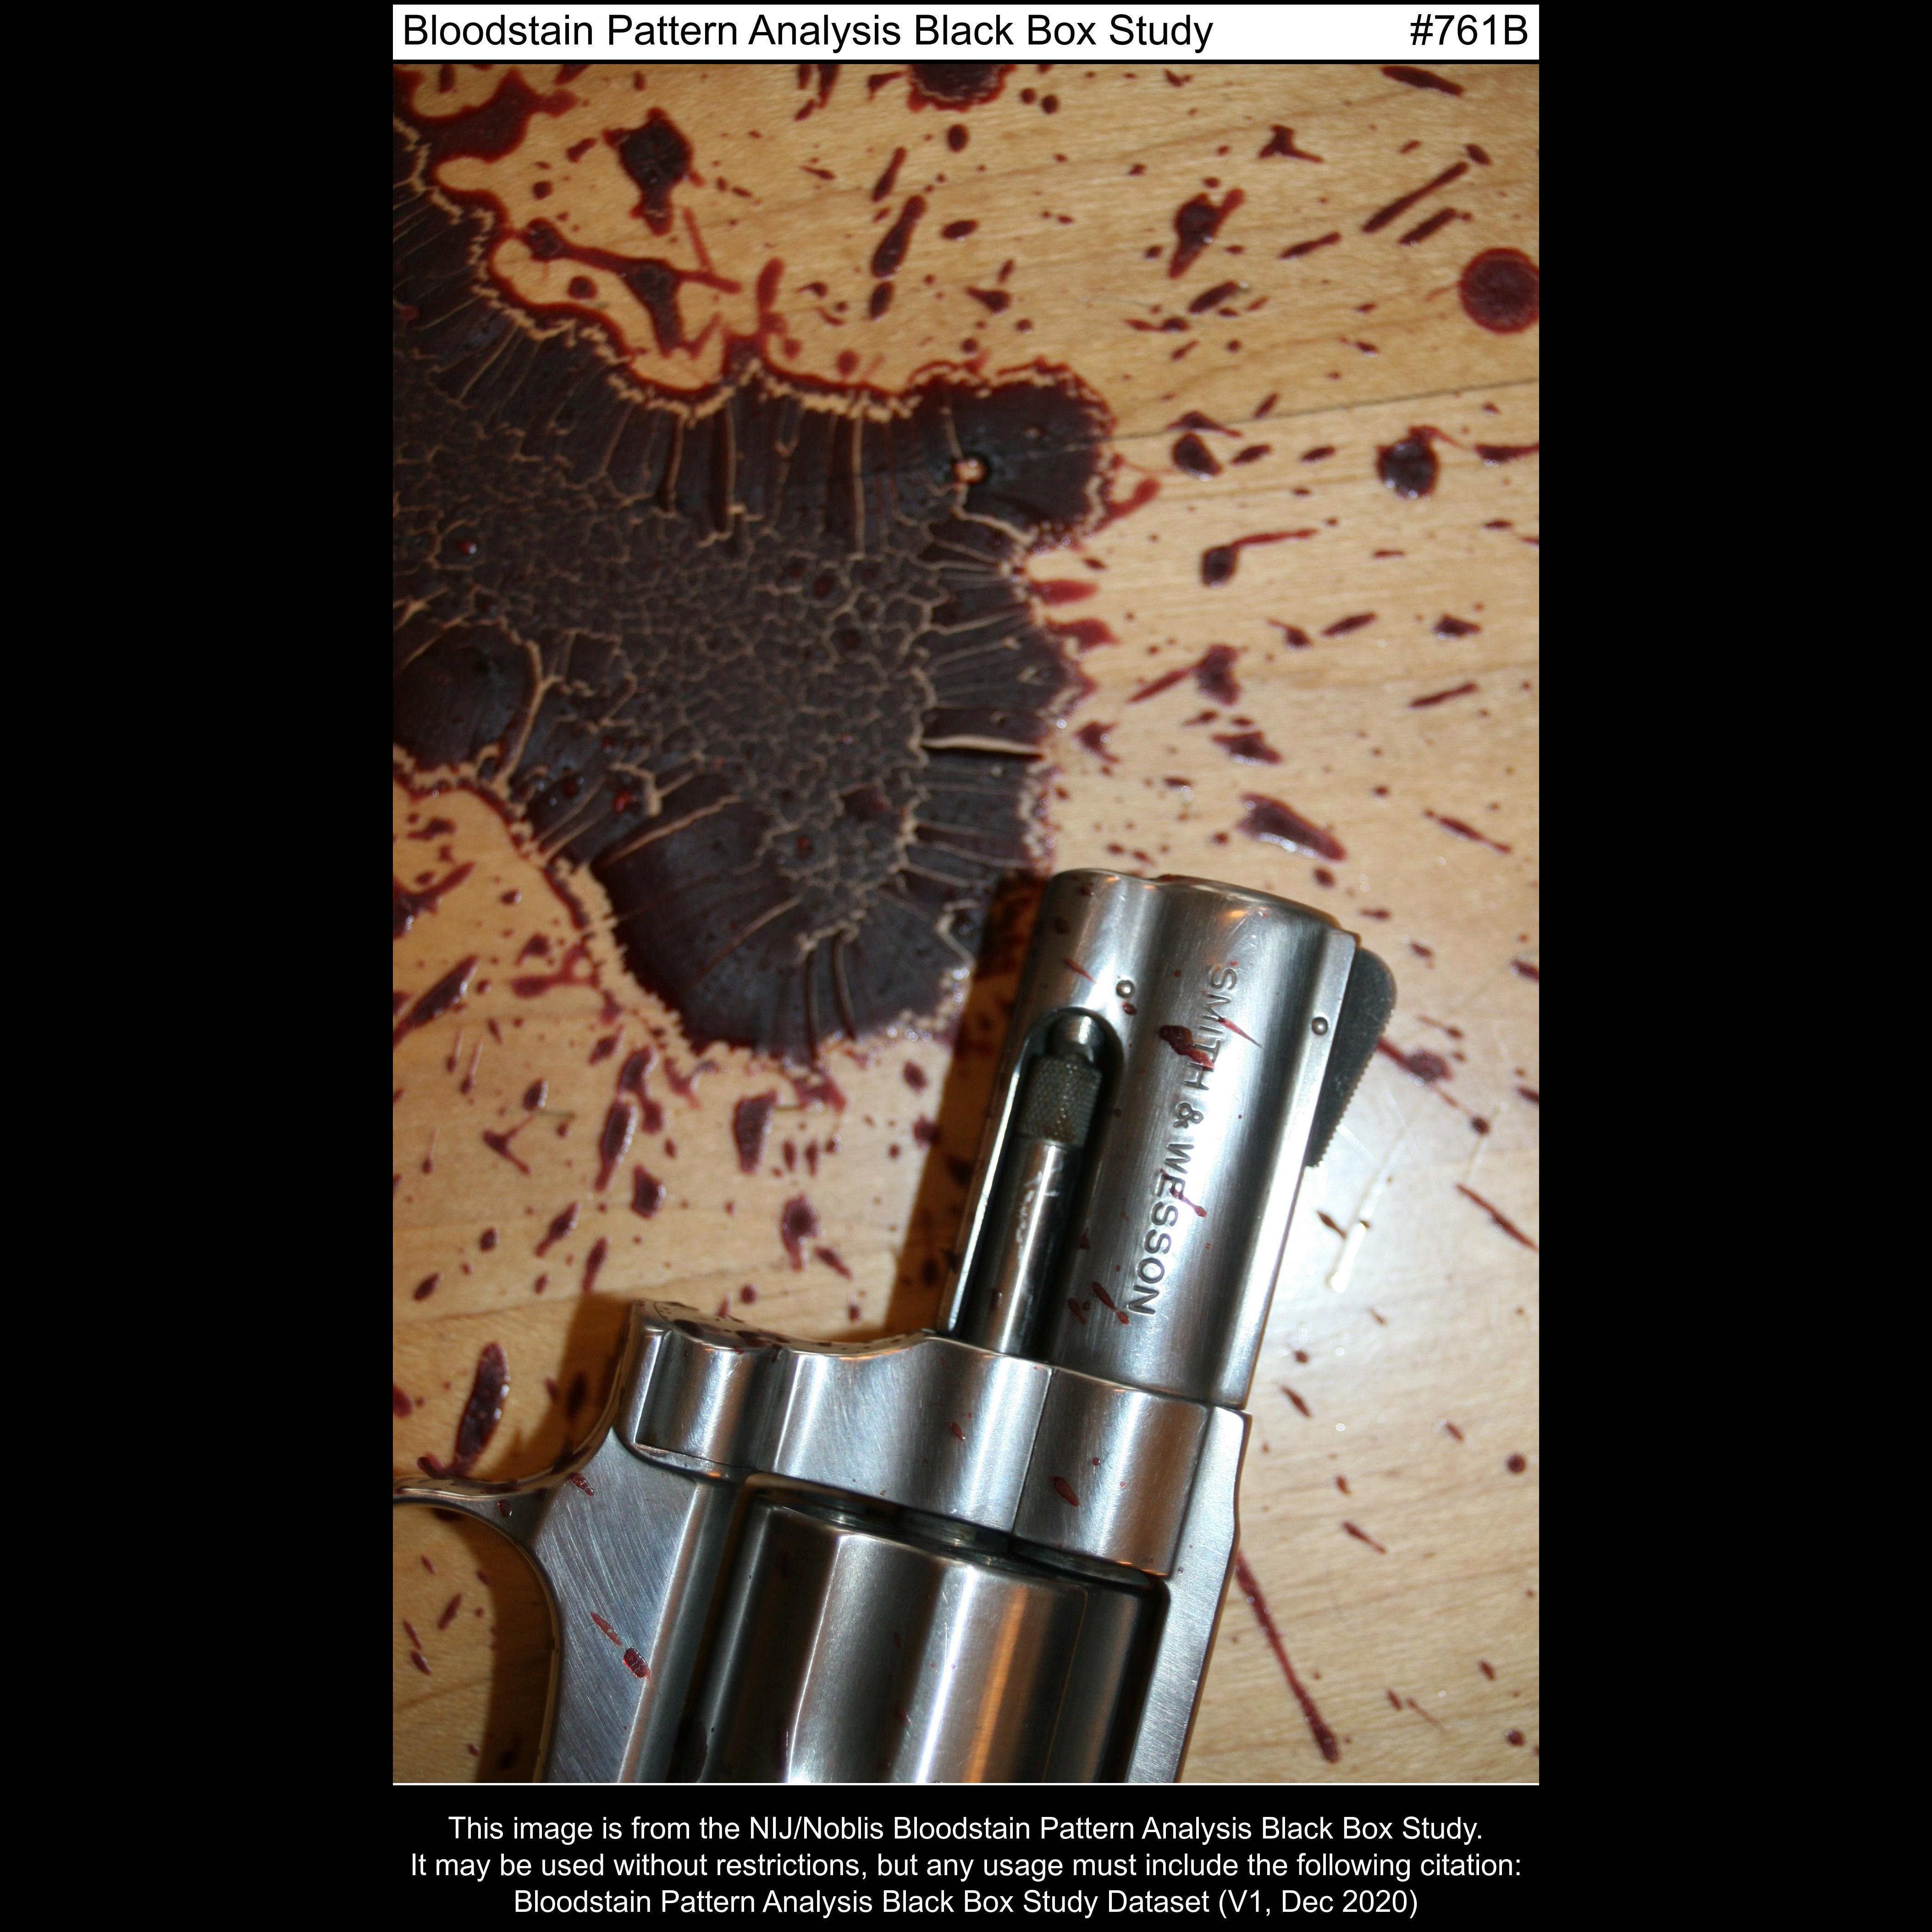 Bloodstain Pattern Analysis Black Box Study #761B
SMITH & WESSON
This image is from the NIJ/Noblis Bloodstain Pattern Analysis Black Box Study.
It may be used without restrictions, but any usage must include the following citation:
Bloodstain Pattern Analysis Black Box Study Dataset (V1, Dec 2020)